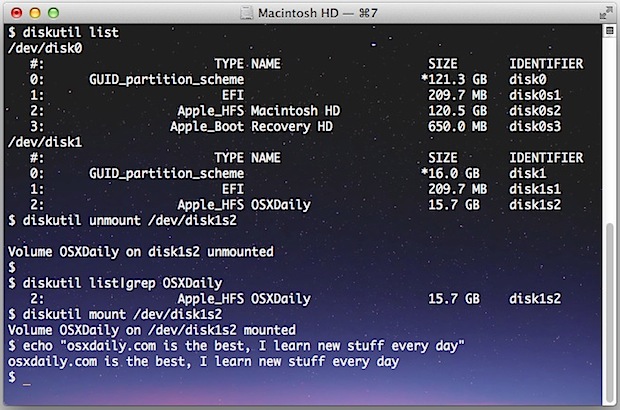 Macintosh HD — ⌘7
$ diskutil list
/dev/disk0
   #:                       TYPE NAME                    SIZE       IDENTIFIER
   0:      GUID_partition_scheme                        *121.3 GB   disk0
   1:                        EFI                         209.7 MB   disk0s1
   2:                  Apple_HFS Macintosh HD            120.5 GB   disk0s2
   3:                 Apple_Boot Recovery HD             650.0 MB   disk0s3
/dev/disk1
   #:                       TYPE NAME                    SIZE       IDENTIFIER
   0:      GUID_partition_scheme                        *16.0 GB    disk1
   1:                        EFI                         209.7 MB   disk1s1
   2:                  Apple_HFS OSXDaily                15.7 GB    disk1s2
$ diskutil unmount /dev/disk1s2

Volume OSXDaily on disk1s2 unmounted
$
$ diskutil list|grep OSXDaily
   2:                  Apple_HFS OSXDaily                15.7 GB    disk1s2
$ diskutil mount /dev/disk1s2
Volume OSXDaily on /dev/disk1s2 mounted
$ echo "osxdaily.com is the best, I learn new stuff every day"
osxdaily.com is the best, I learn new stuff every day
$ _